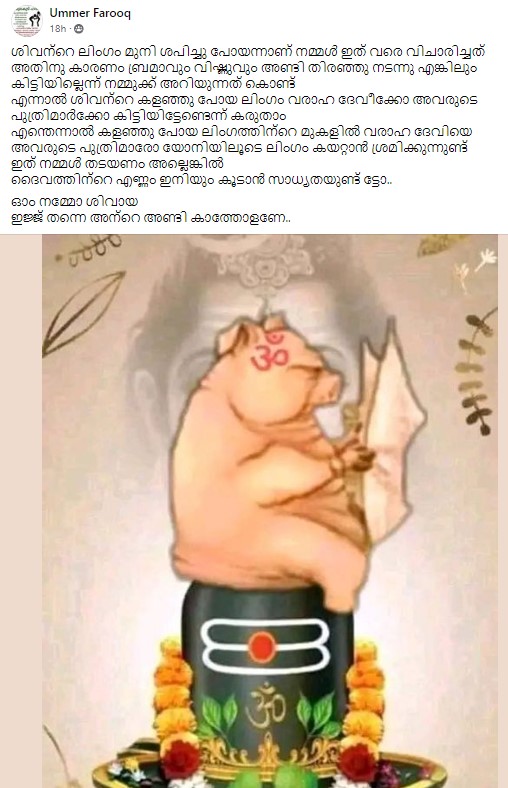 Ummer Farooq
18h ·
ശിവൻ്റെ ലിംഗം മുനി ശപിച്ചു പോയന്നാണ് നമ്മൾ ഇത് വരെ വിചാരിച്ചത്
അതിനു കാരണം ബ്രമാവും വിഷ്ണുവും അണ്ടി തിരഞ്ഞു നടന്നു എങ്കിലും
കിട്ടിയില്ലെന്ന് നമ്മുക്ക് അറിയുന്നത് കൊണ്ട്
എന്നാൽ ശിവൻ്റെ കളഞ്ഞു പോയ ലിംഗം വരാഹ ദേവീക്കോ അവരുടെ
പുത്രിമാർക്കോ കിട്ടിയിട്ടേണ്ടെന്ന് കരുതാം
എന്തെന്നാൽ കളഞ്ഞു പോയ ലിംഗത്തിൻ്റെ മുകളിൽ വരാഹ ദേവിയെ
അവരുടെ പുത്രിമാരോ യോനിയിലൂടെ ലിംഗം കയറ്റാൻ ശ്രമിക്കുന്നുണ്ട്
ഇത് നമ്മൾ തടയണം അല്ലെങ്കിൽ
ദൈവത്തിൻ്റെ എണ്ണം ഇനിയും കൂടാൻ സാധ്യതയുണ്ട് ട്ടോ..
ഓം നമ്മോ ശിവായ
ഇജ്ജ് തന്നെ അന്റെ അണ്ടി കാത്തോളണേ..
ॐ
ॐ